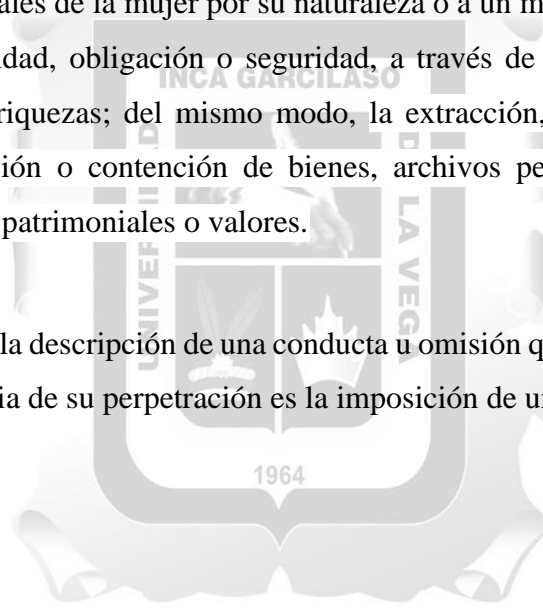 ales de la mujer por su naturaleza o a un m
idad, obligación o seguridad, a través de
riquezas; del mismo modo, la extracción,
ión o contención de bienes, archivos pe
patrimoniales o valores.
la descripción de una conducta u omisión q
ia de su perpetración es la imposición de u
INCA GARCILASO
UNIVERSIDAD
DE LA VEGA
1964